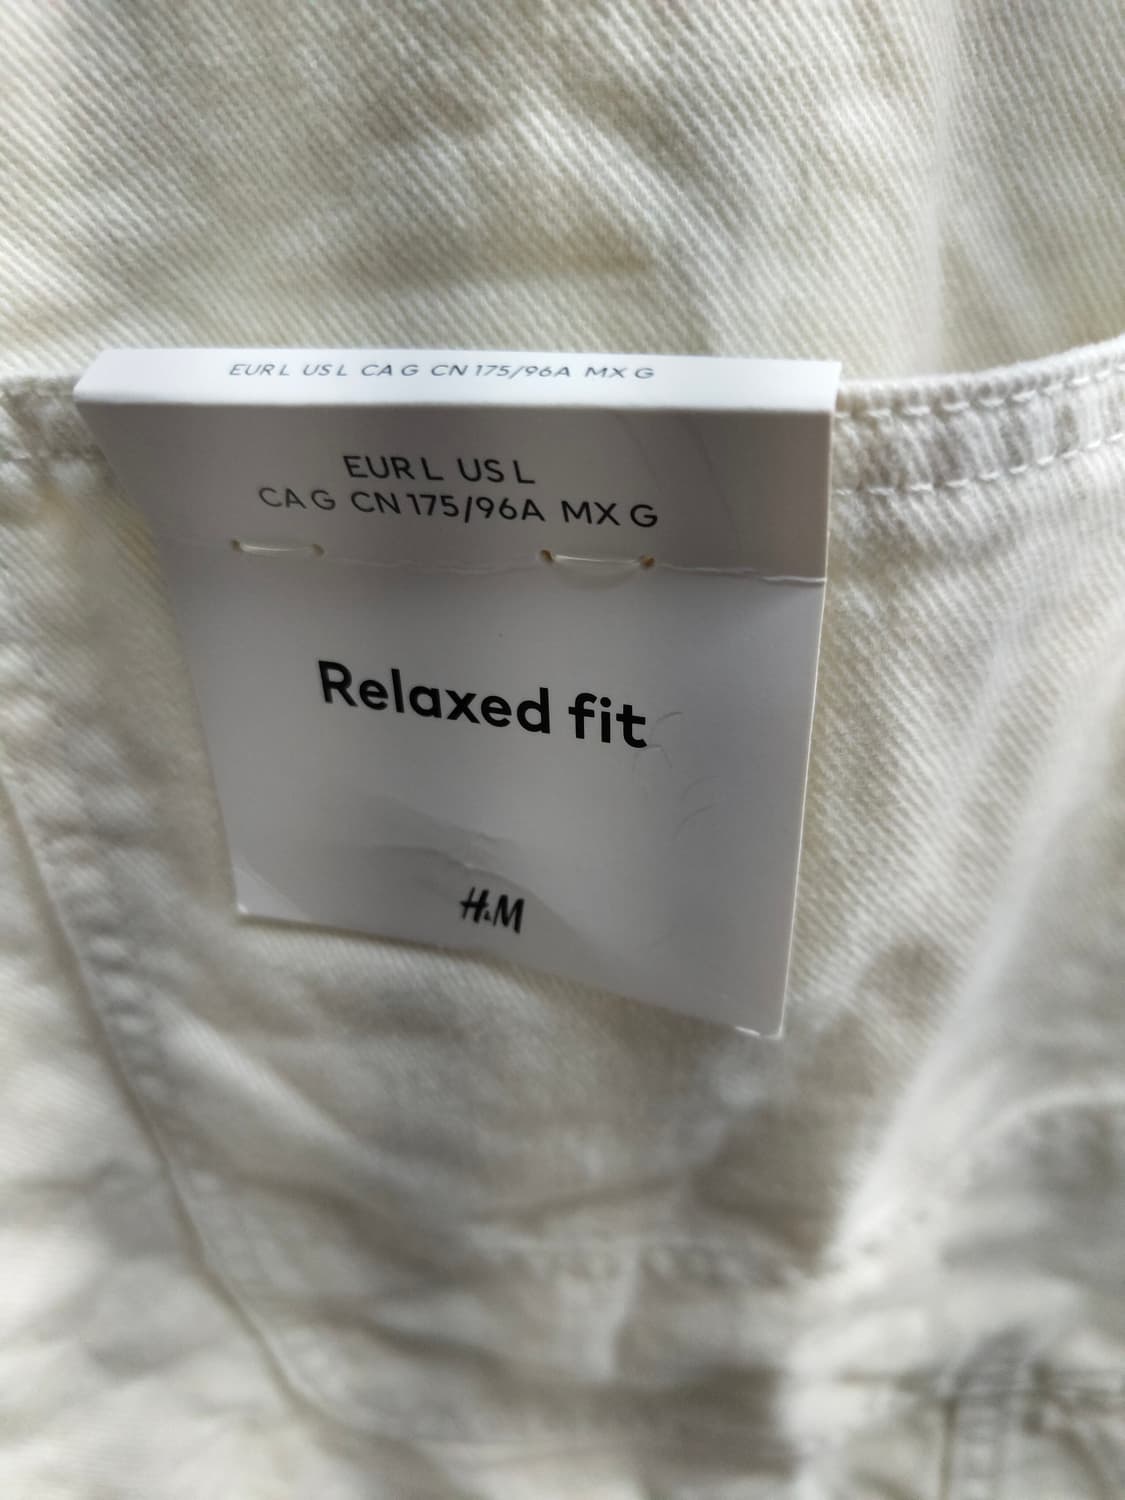 EUR L US L CA G CN 175/96A MX G
EUR L US L
CA G CN 175/96A MX G
Relaxed fit
H&M